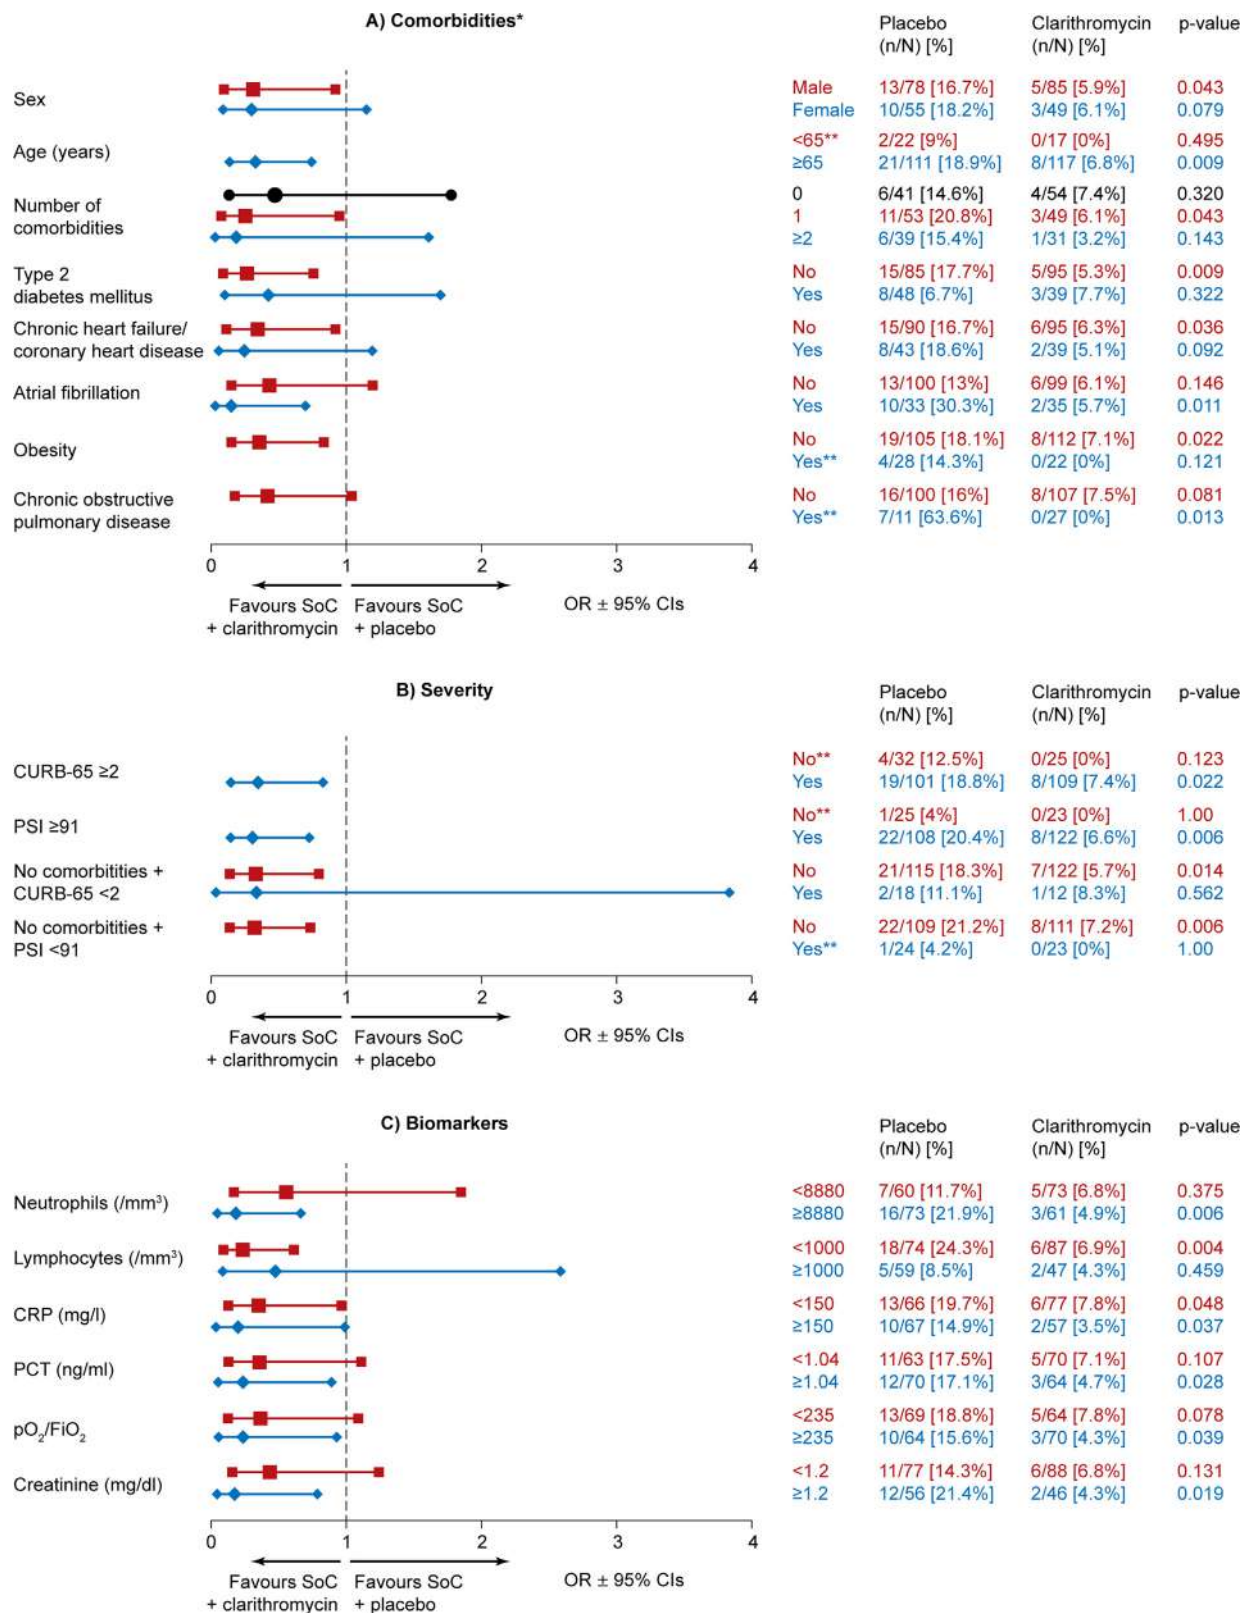 A) Comorbidities*
Placebo Clarithromycin p-value
(n/N) [%] (n/N) [%]
Sex
Male 13/78 [16.7%] 5/85 [5.9%] 0.043
Female 10/55 [18.2%] 3/49 [6.1%] 0.079
Age (years)
<65** 2/22 [9%] 0/17 [0%] 0.495
≥65 21/111 [18.9%] 8/117 [6.8%] 0.009
Number of
comorbidities
0 6/41 [14.6%] 4/54 [7.4%] 0.320
1 11/53 [20.8%] 3/49 [6.1%] 0.043
≥2 6/39 [15.4%] 1/31 [3.2%] 0.143
Type 2
diabetes mellitus
No 15/85 [17.7%] 5/95 [5.3%] 0.009
Yes 8/48 [6.7%] 3/39 [7.7%] 0.322
Chronic heart failure/
coronary heart disease
No 15/90 [16.7%] 6/95 [6.3%] 0.036
Yes 8/43 [18.6%] 2/39 [5.1%] 0.092
Atrial fibrillation
No 13/100 [13%] 6/99 [6.1%] 0.146
Yes 10/33 [30.3%] 2/35 [5.7%] 0.011
Obesity
No 19/105 [18.1%] 8/112 [7.1%] 0.022
Yes** 4/28 [14.3%] 0/22 [0%] 0.121
Chronic obstructive
pulmonary disease
No 16/100 [16%] 8/107 [7.5%] 0.081
Yes** 7/11 [63.6%] 0/27 [0%] 0.013
0 1 2 3 4
Favours SoC Favours SoC OR ± 95% CIs
+ clarithromycin + placebo
B) Severity
Placebo Clarithromycin p-value
(n/N) [%] (n/N) [%]
CURB-65 ≥2
No** 4/32 [12.5%] 0/25 [0%] 0.123
Yes 19/101 [18.8%] 8/109 [7.4%] 0.022
PSI ≥91
No** 1/25 [4%] 0/23 [0%] 1.00
Yes 22/108 [20.4%] 8/122 [6.6%] 0.006
No comorbitities +
CURB-65 <2
No 21/115 [18.3%] 7/122 [5.7%] 0.014
Yes 2/18 [11.1%] 1/12 [8.3%] 0.562
No comorbitities +
PSI <91
No 22/109 [21.2%] 8/111 [7.2%] 0.006
Yes** 1/24 [4.2%] 0/23 [0%] 1.00
0 1 2 3 4
Favours SoC Favours SoC OR ± 95% CIs
+ clarithromycin + placebo
C) Biomarkers
Placebo Clarithromycin p-value
(n/N) [%] (n/N) [%]
Neutrophils (/mm³)
<8880 7/60 [11.7%] 5/73 [6.8%] 0.375
≥8880 16/73 [21.9%] 3/61 [4.9%] 0.006
Lymphocytes (/mm³)
<1000 18/74 [24.3%] 6/87 [6.9%] 0.004
≥1000 5/59 [8.5%] 2/47 [4.3%] 0.459
CRP (mg/l)
<150 13/66 [19.7%] 6/77 [7.8%] 0.048
≥150 10/67 [14.9%] 2/57 [3.5%] 0.037
PCT (ng/ml)
<1.04 11/63 [17.5%] 5/70 [7.1%] 0.107
≥1.04 12/70 [17.1%] 3/64 [4.7%] 0.028
pO₂/FiO₂
<235 13/69 [18.8%] 5/64 [7.8%] 0.078
≥235 10/64 [15.6%] 3/70 [4.3%] 0.039
Creatinine (mg/dl)
<1.2 11/77 [14.3%] 6/88 [6.8%] 0.131
≥1.2 12/56 [21.4%] 2/46 [4.3%] 0.019
0 1 2 3 4
Favours SoC Favours SoC OR ± 95% CIs
+ clarithromycin + placebo